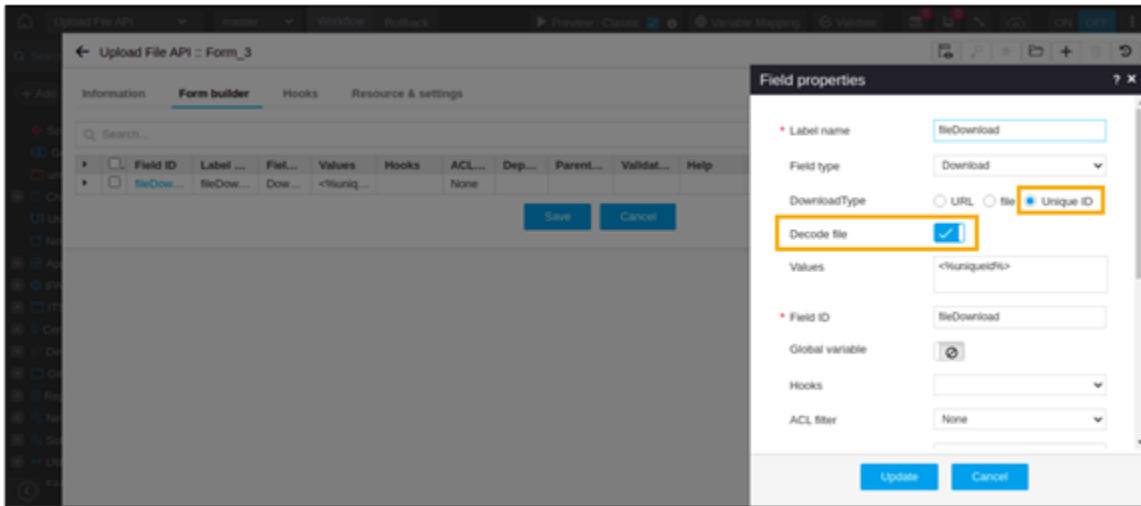 Upload File API master Workflow Rollback Preview : Classic Variable Mapping Validate ON OFF
Upload File API :: Form_3
Information Form builder Hooks Resource & settings
Search...
Field ID Label ... Fiel... Values Hooks ACL... Dep... Parent... Validat... Help
fileDow... fileDow... Dow... <%uniq... None
Save Cancel
Field properties ?
* Label name fileDownload
Field type Download
DownloadType URL file Unique ID
Decode file
Values <%uniqueid%>
* Field ID fileDownload
Global variable
Hooks
ACL filter None
Update Cancel